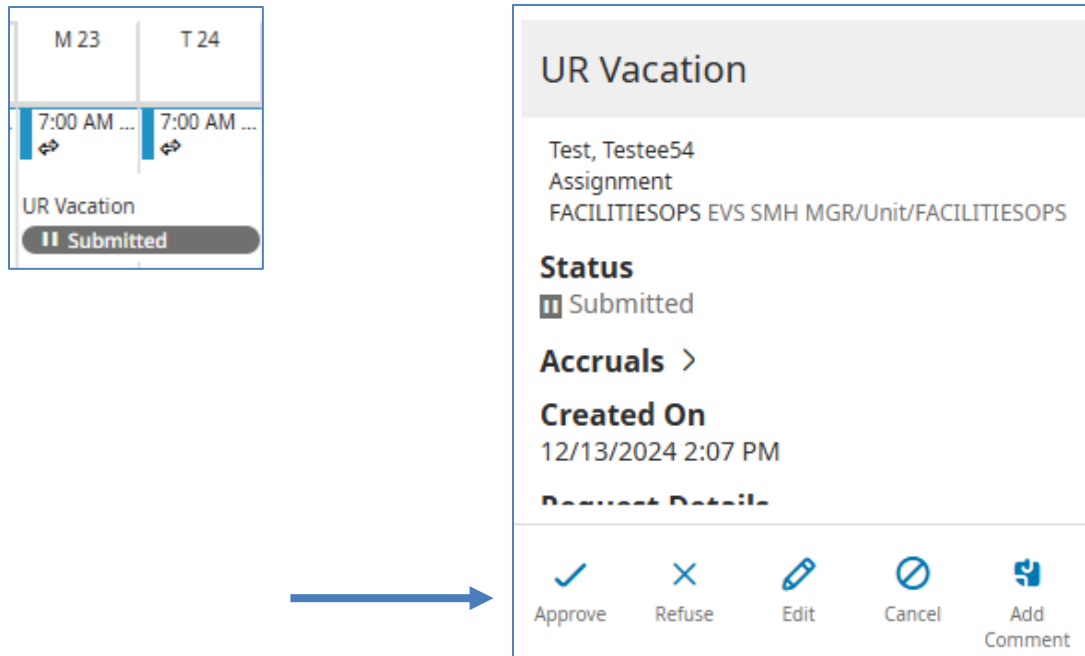 M 23 T 24
7:00 AM ... 7:00 AM ...
UR Vacation
Submitted
UR Vacation
Test, Testee54
Assignment
FACILITIESOPS EVS SMH MGR/Unit/FACILITIESOPS
Status
Submitted
Accruals >
Created On
12/13/2024 2:07 PM
Request Details
Approve Refuse Edit Cancel Add
Comment